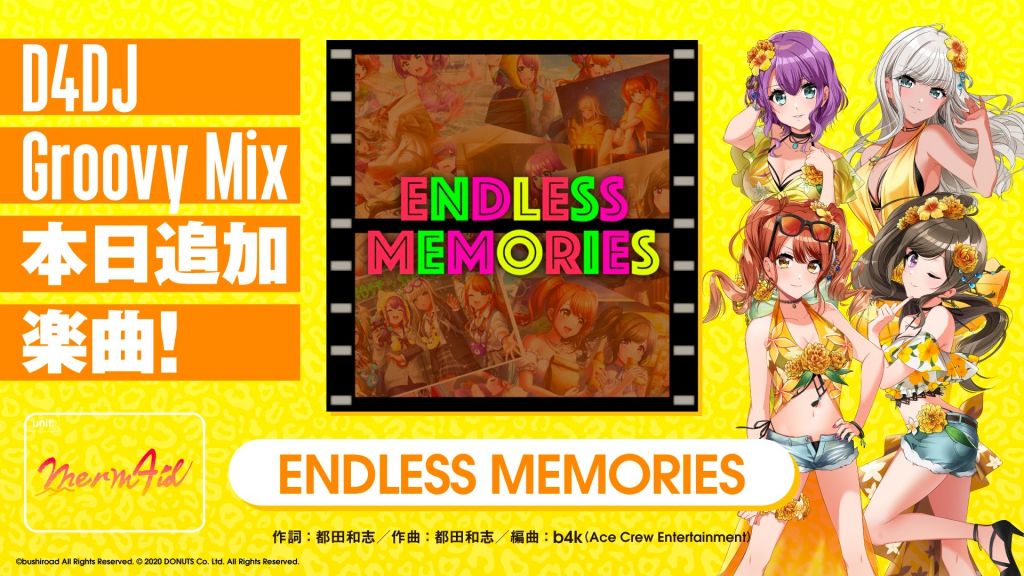 D4DJ
Groovy Mix
本日追加
楽曲!
ENDLESS
MEMORIES
unit:
Merm4id
ENDLESS MEMORIES
作詞：都田和志／作曲：都田和志／編曲：b4k(Ace Crew Entertainment)
©bushiroad All Rights Reserved. © 2020 DONUTS Co. Ltd. All Rights Reserved.